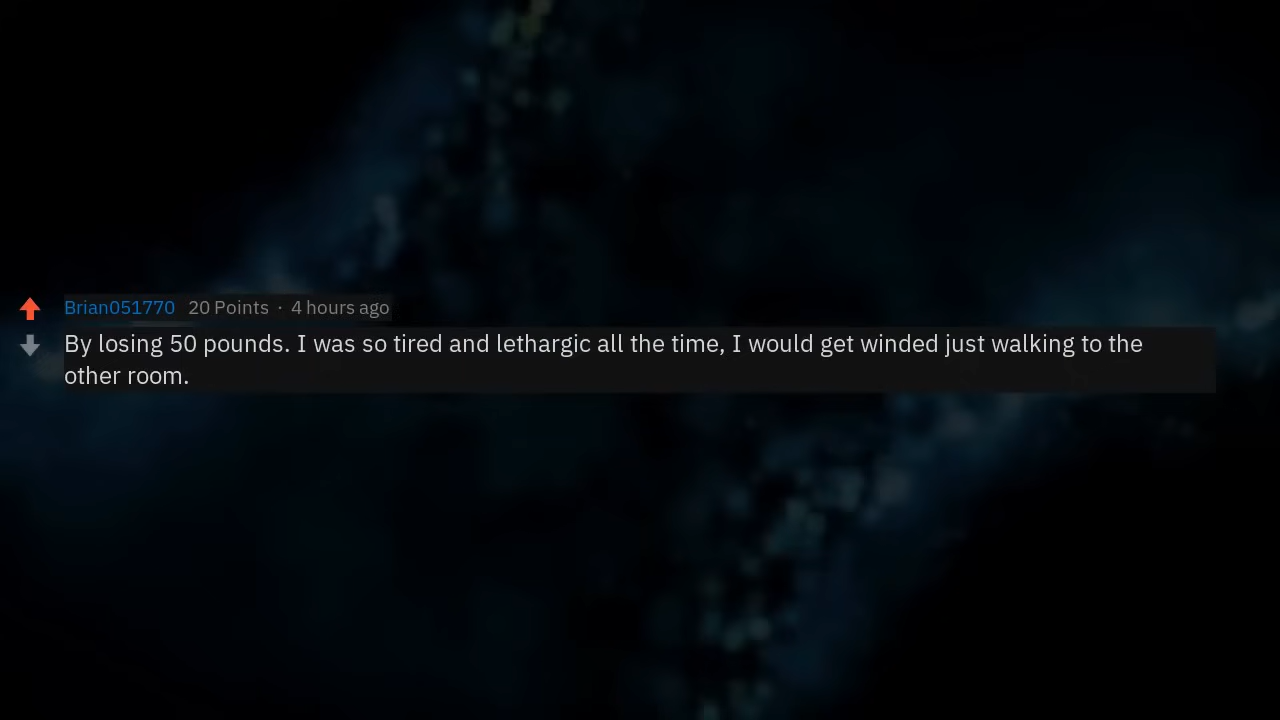 Brian051770 20 Points · 4 hours ago
By losing 50 pounds. I was so tired and lethargic all the time, I would get winded just walking to the
other room.